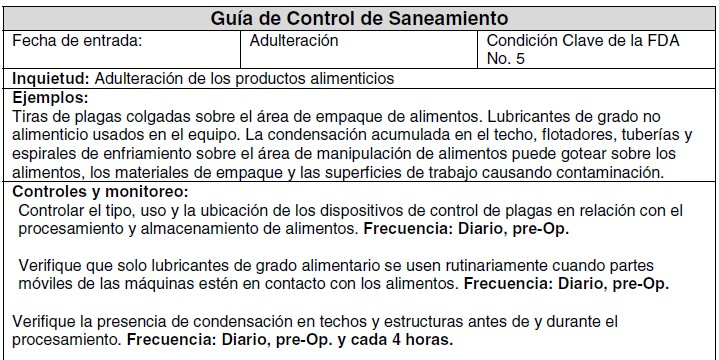 Guía de Control de Saneamiento
Fecha de entrada:
Adulteración
Condición Clave de la FDA
No. 5
Inquietud: Adulteración de los productos alimenticios
Ejemplos:
Tiras de plagas colgadas sobre el área de empaque de alimentos. Lubricantes de grado no
alimenticio usados en el equipo. La condensación acumulada en el techo, flotadores, tuberías y
espirales de enfriamiento sobre el área de manipulación de alimentos puede gotear sobre los
alimentos, los materiales de empaque y las superficies de trabajo causando contaminación.
Controles y monitoreo:
Controlar el tipo, uso y la ubicación de los dispositivos de control de plagas en relación con el
procesamiento y almacenamiento de alimentos. Frecuencia: Diario, pre-Op.
Verifique que solo lubricantes de grado alimentario se usen rutinariamente cuando partes
móviles de las máquinas estén en contacto con los alimentos. Frecuencia: Diario, pre-Op.
Verifique la presencia de condensación en techos y estructuras antes de y durante el
procesamiento. Frecuencia: Diario, pre-Op. y cada 4 horas.